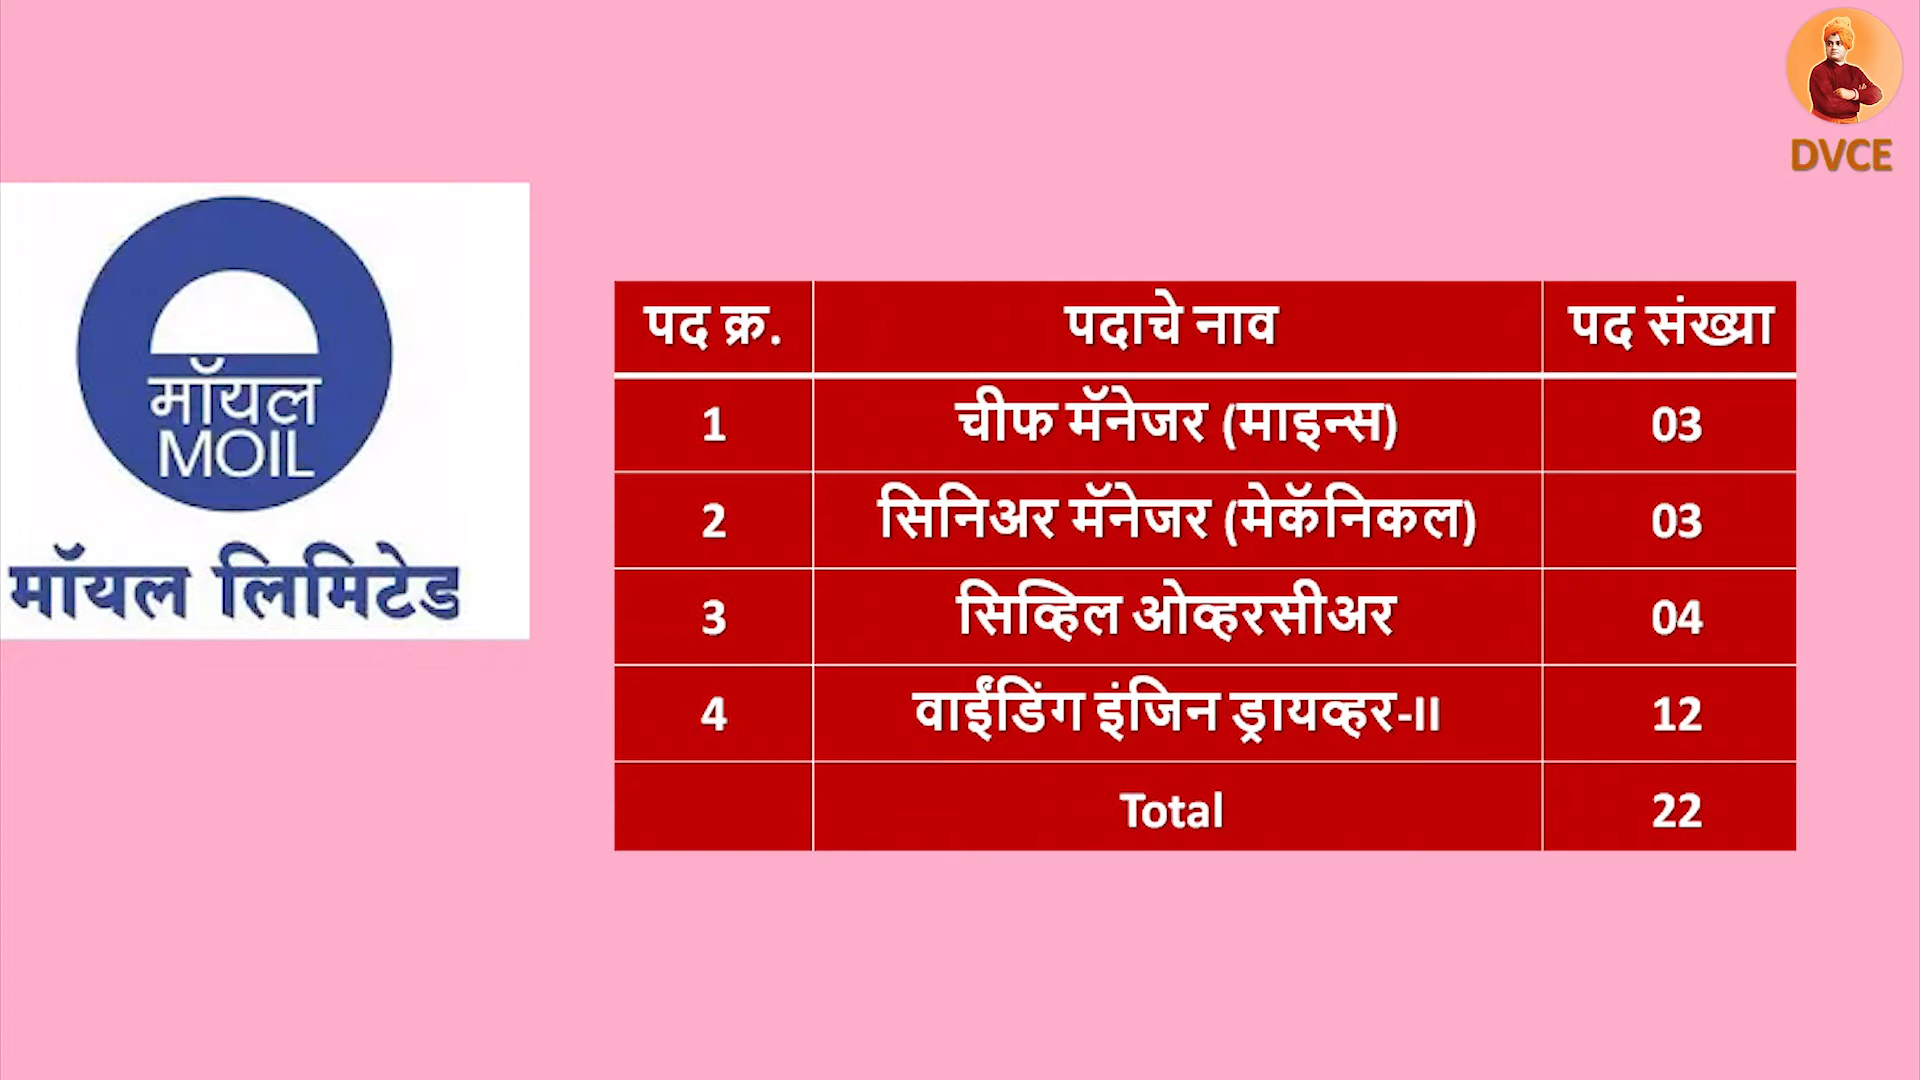 DVCE
मॉयल
MOIL
मॉयल लिमिटेड
पद क्र. पदाचे नाव पद संख्या
1 चीफ मॅनेजर (माइन्स) 03
2 सिनिअर मॅनेजर (मेकॅनिकल) 03
3 सिव्हिल ओव्हरसीअर 04
4 वाईंडिंग इंजिन ड्रायव्हर-II 12
Total 22